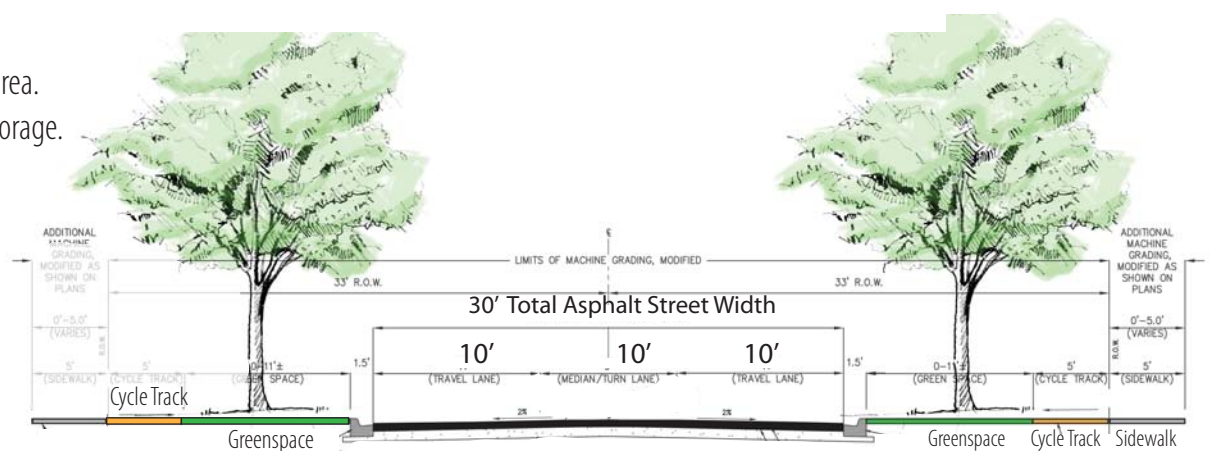 rea.
orage.
ADDITIONAL
MACHINE
GRADING,
MODIFIED AS
SHOWN ON
PLANS
0'-5.0'
(VARIES)
R.O.W.
5'
(SIDEWALK)
5'
(CYCLE TRACK)
0-11'±
(GREEN SPACE)
1.5'
℄
LIMITS OF MACHINE GRADING, MODIFIED
33' R.O.W.
33' R.O.W.
30' Total Asphalt Street Width
10'
10'
10'
(TRAVEL LANE)
(MEDIAN/TURN LANE)
(TRAVEL LANE)
2%
2%
1.5'
(GREEN SPACE)
5'
(CYCLE TRACK)
5'
(SIDEWALK)
ADDITIONAL
MACHINE
GRADING,
MODIFIED AS
SHOWN ON
PLANS
0'-5.0'
(VARIES)
R.O.W.
Cycle Track
Greenspace
Greenspace
Cycle Track
Sidewalk